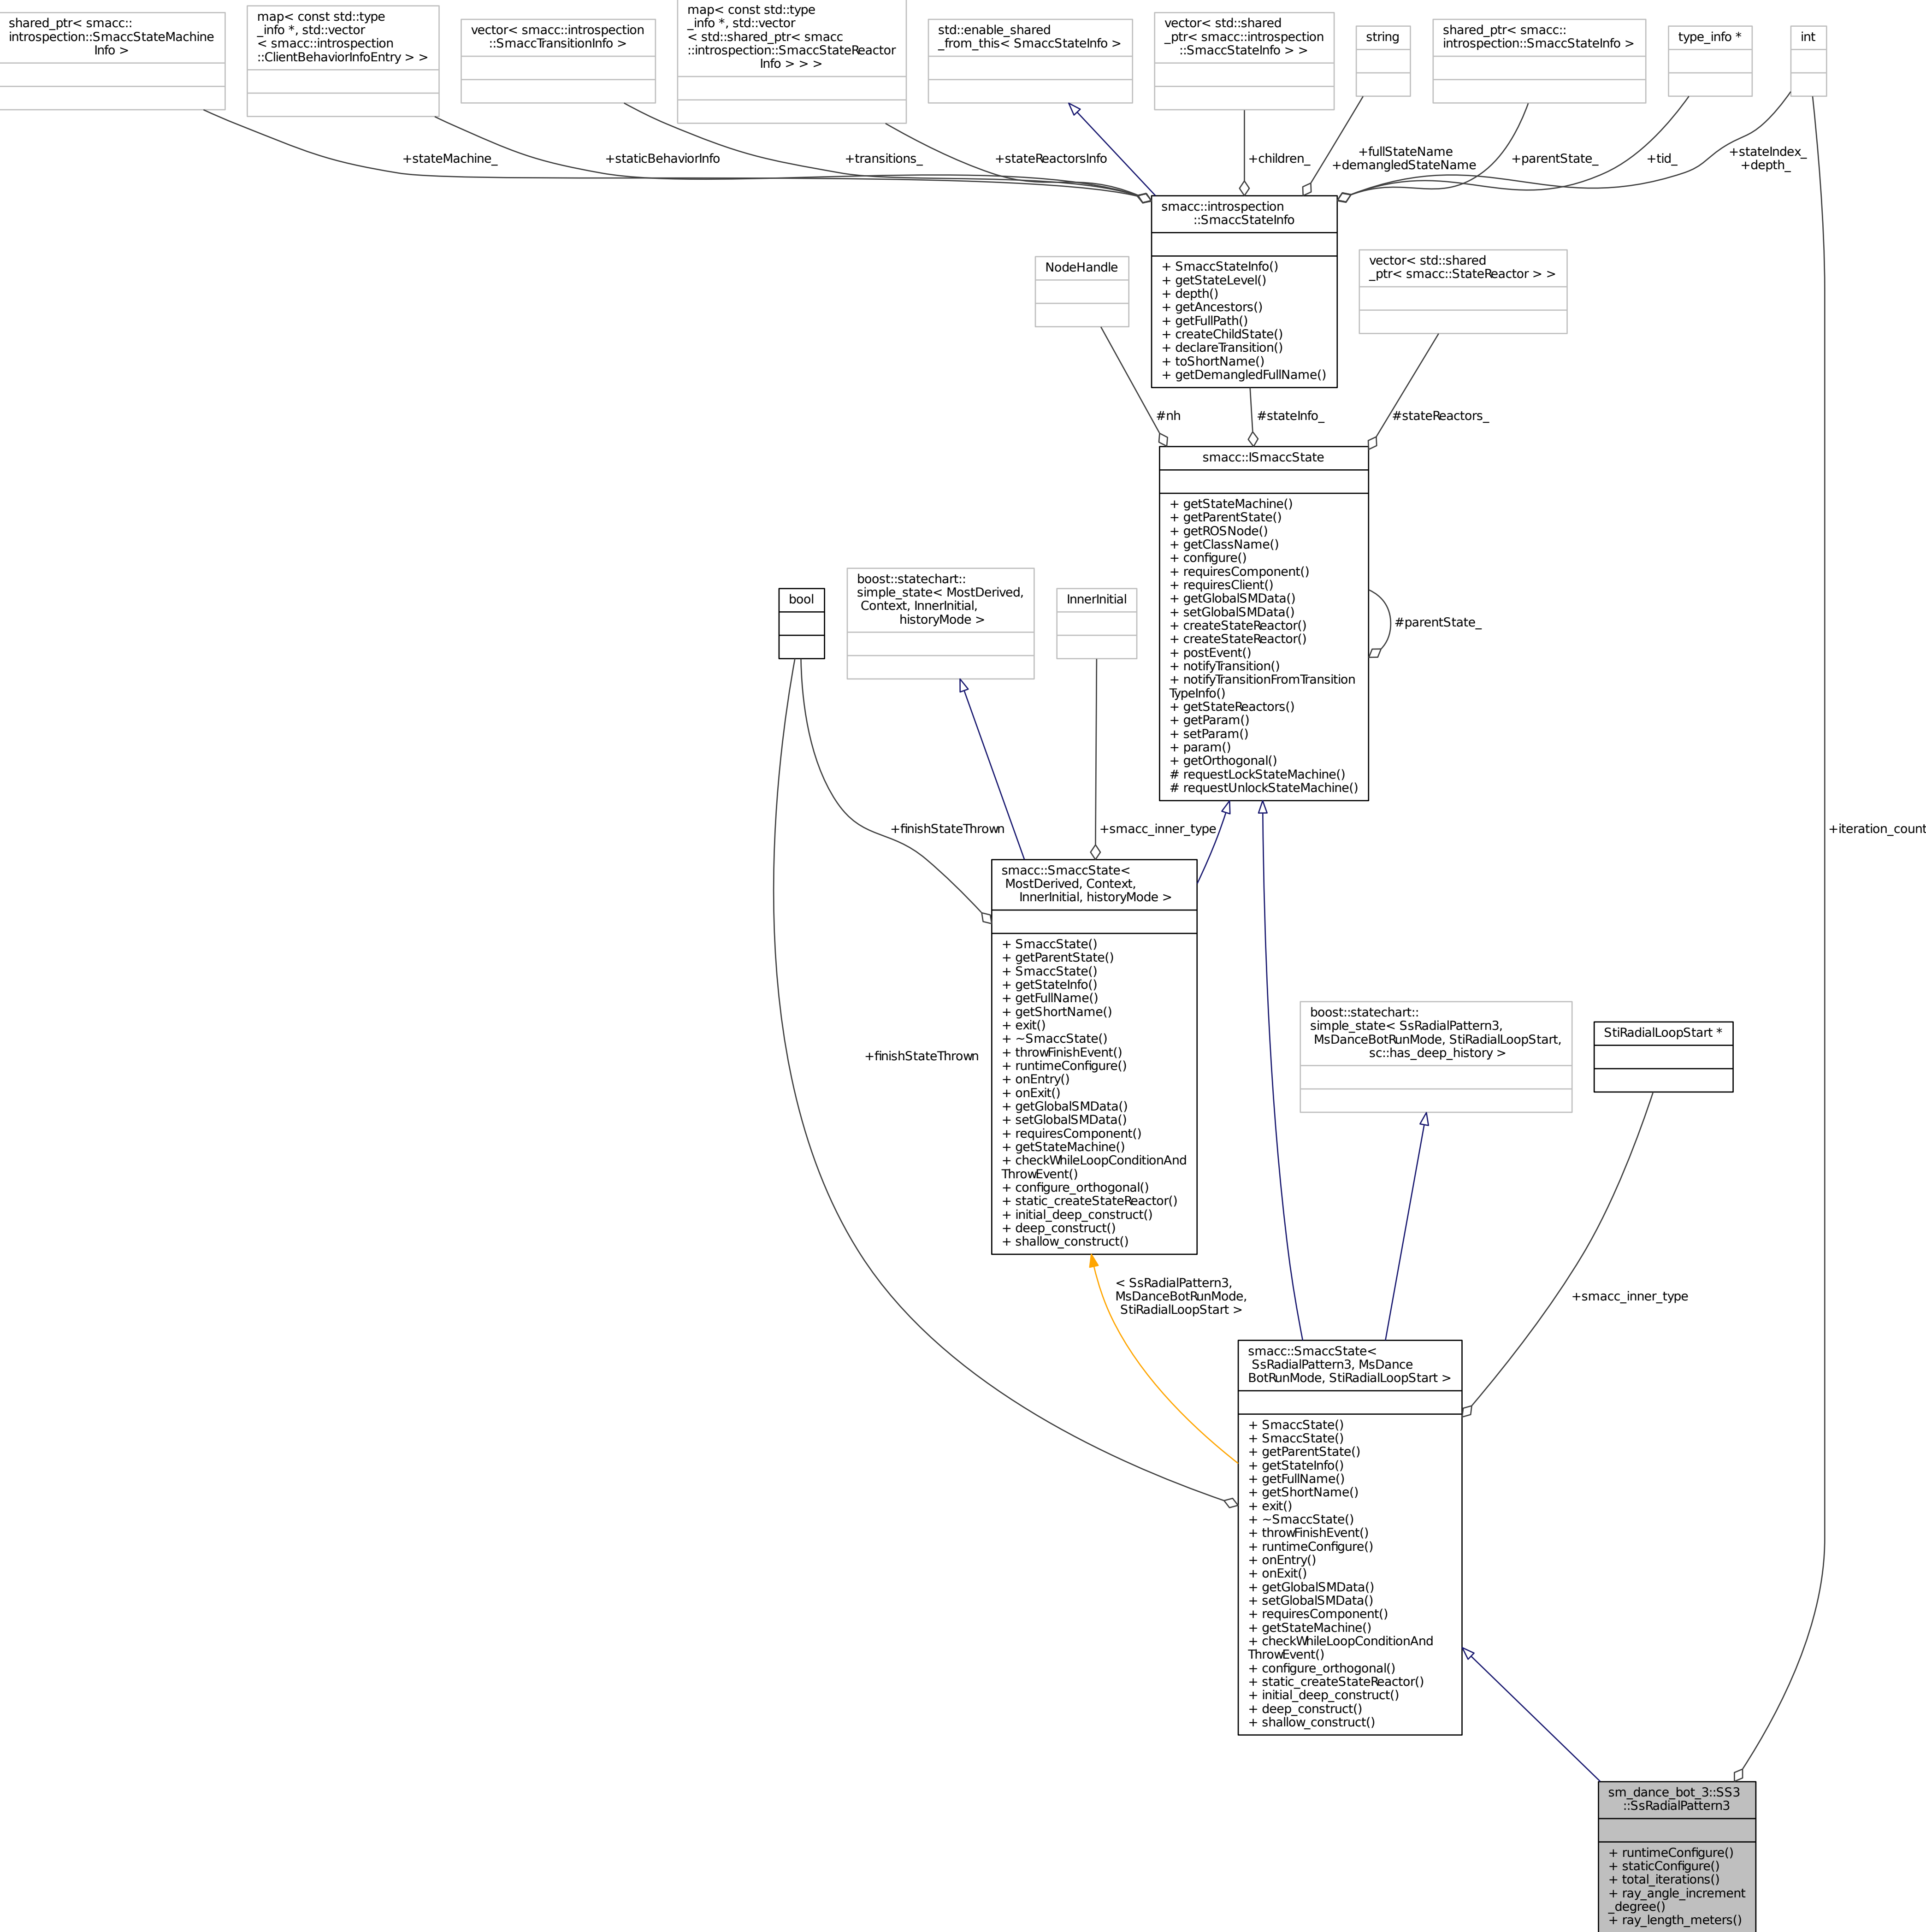 shared_ptr< smacc::
introspection::SmaccStateMachine
Info >
map< const std::type
_info *, std::vector
< smacc::introspection
::ClientBehaviorInfoEntry > >
vector< smacc::introspection
::SmaccTransitionInfo >
map< const std::type
_info *, std::vector
< std::shared_ptr< smacc
::introspection::SmaccStateReactor
Info > > >
std::enable_shared
_from_this< SmaccStateInfo >
vector< std::shared
_ptr< smacc::introspection
::SmaccStateInfo > >
string
shared_ptr< smacc::
introspection::SmaccStateInfo >
type_info *
int
+stateMachine_
+staticBehaviorInfo
+transitions_
+stateReactorsInfo
+children_
+fullStateName
+demangledStateName
+parentState_
+tid_
+stateIndex_
+depth_
smacc::introspection
::SmaccStateInfo
+ SmaccStateInfo()
+ getStateLevel()
+ depth()
+ getAncestors()
+ getFullPath()
+ createChildState()
+ declareTransition()
+ toShortName()
+ getDemangledFullName()
NodeHandle
vector< std::shared
_ptr< smacc::StateReactor > >
#nh
#stateInfo_
#stateReactors_
smacc::ISmaccState
+ getStateMachine()
+ getParentState()
+ getROSNode()
+ getClassName()
+ configure()
+ requiresComponent()
+ requiresClient()
+ getGlobalSMData()
+ setGlobalSMData()
+ createStateReactor()
+ createStateReactor()
+ postEvent()
+ notifyTransition()
+ notifyTransitionFromTransition
TypeInfo()
+ getStateReactors()
+ getParam()
+ setParam()
+ param()
+ getOrthogonal()
# requestLockStateMachine()
# requestUnlockStateMachine()
#parentState_
bool
boost::statechart::
simple_state< MostDerived,
Context, InnerInitial,
historyMode >
InnerInitial
+finishStateThrown
+smacc_inner_type
+iteration_count
smacc::SmaccState<
MostDerived, Context,
InnerInitial, historyMode >
+ SmaccState()
+ getParentState()
+ SmaccState()
+ getStateInfo()
+ getFullName()
+ getShortName()
+ exit()
+ ~SmaccState()
+ throwFinishEvent()
+ runtimeConfigure()
+ onEntry()
+ onExit()
+ getGlobalSMData()
+ setGlobalSMData()
+ requiresComponent()
+ getStateMachine()
+ checkWhileLoopConditionAnd
ThrowEvent()
+ configure_orthogonal()
+ static_createStateReactor()
+ initial_deep_construct()
+ deep_construct()
+ shallow_construct()
+finishStateThrown
boost::statechart::
simple_state< SsRadialPattern3,
MsDanceBotRunMode, StiRadialLoopStart,
sc::has_deep_history >
StiRadialLoopStart *
< SsRadialPattern3,
MsDanceBotRunMode,
StiRadialLoopStart >
+smacc_inner_type
smacc::SmaccState<
SsRadialPattern3, MsDance
BotRunMode, StiRadialLoopStart >
+ SmaccState()
+ SmaccState()
+ getParentState()
+ getStateInfo()
+ getFullName()
+ getShortName()
+ exit()
+ ~SmaccState()
+ throwFinishEvent()
+ runtimeConfigure()
+ onEntry()
+ onExit()
+ getGlobalSMData()
+ setGlobalSMData()
+ requiresComponent()
+ getStateMachine()
+ checkWhileLoopConditionAnd
ThrowEvent()
+ configure_orthogonal()
+ static_createStateReactor()
+ initial_deep_construct()
+ deep_construct()
+ shallow_construct()
sm_dance_bot_3::SS3
::SsRadialPattern3
+ runtimeConfigure()
+ staticConfigure()
+ total_iterations()
+ ray_angle_increment
_degree()
+ ray_length_meters()